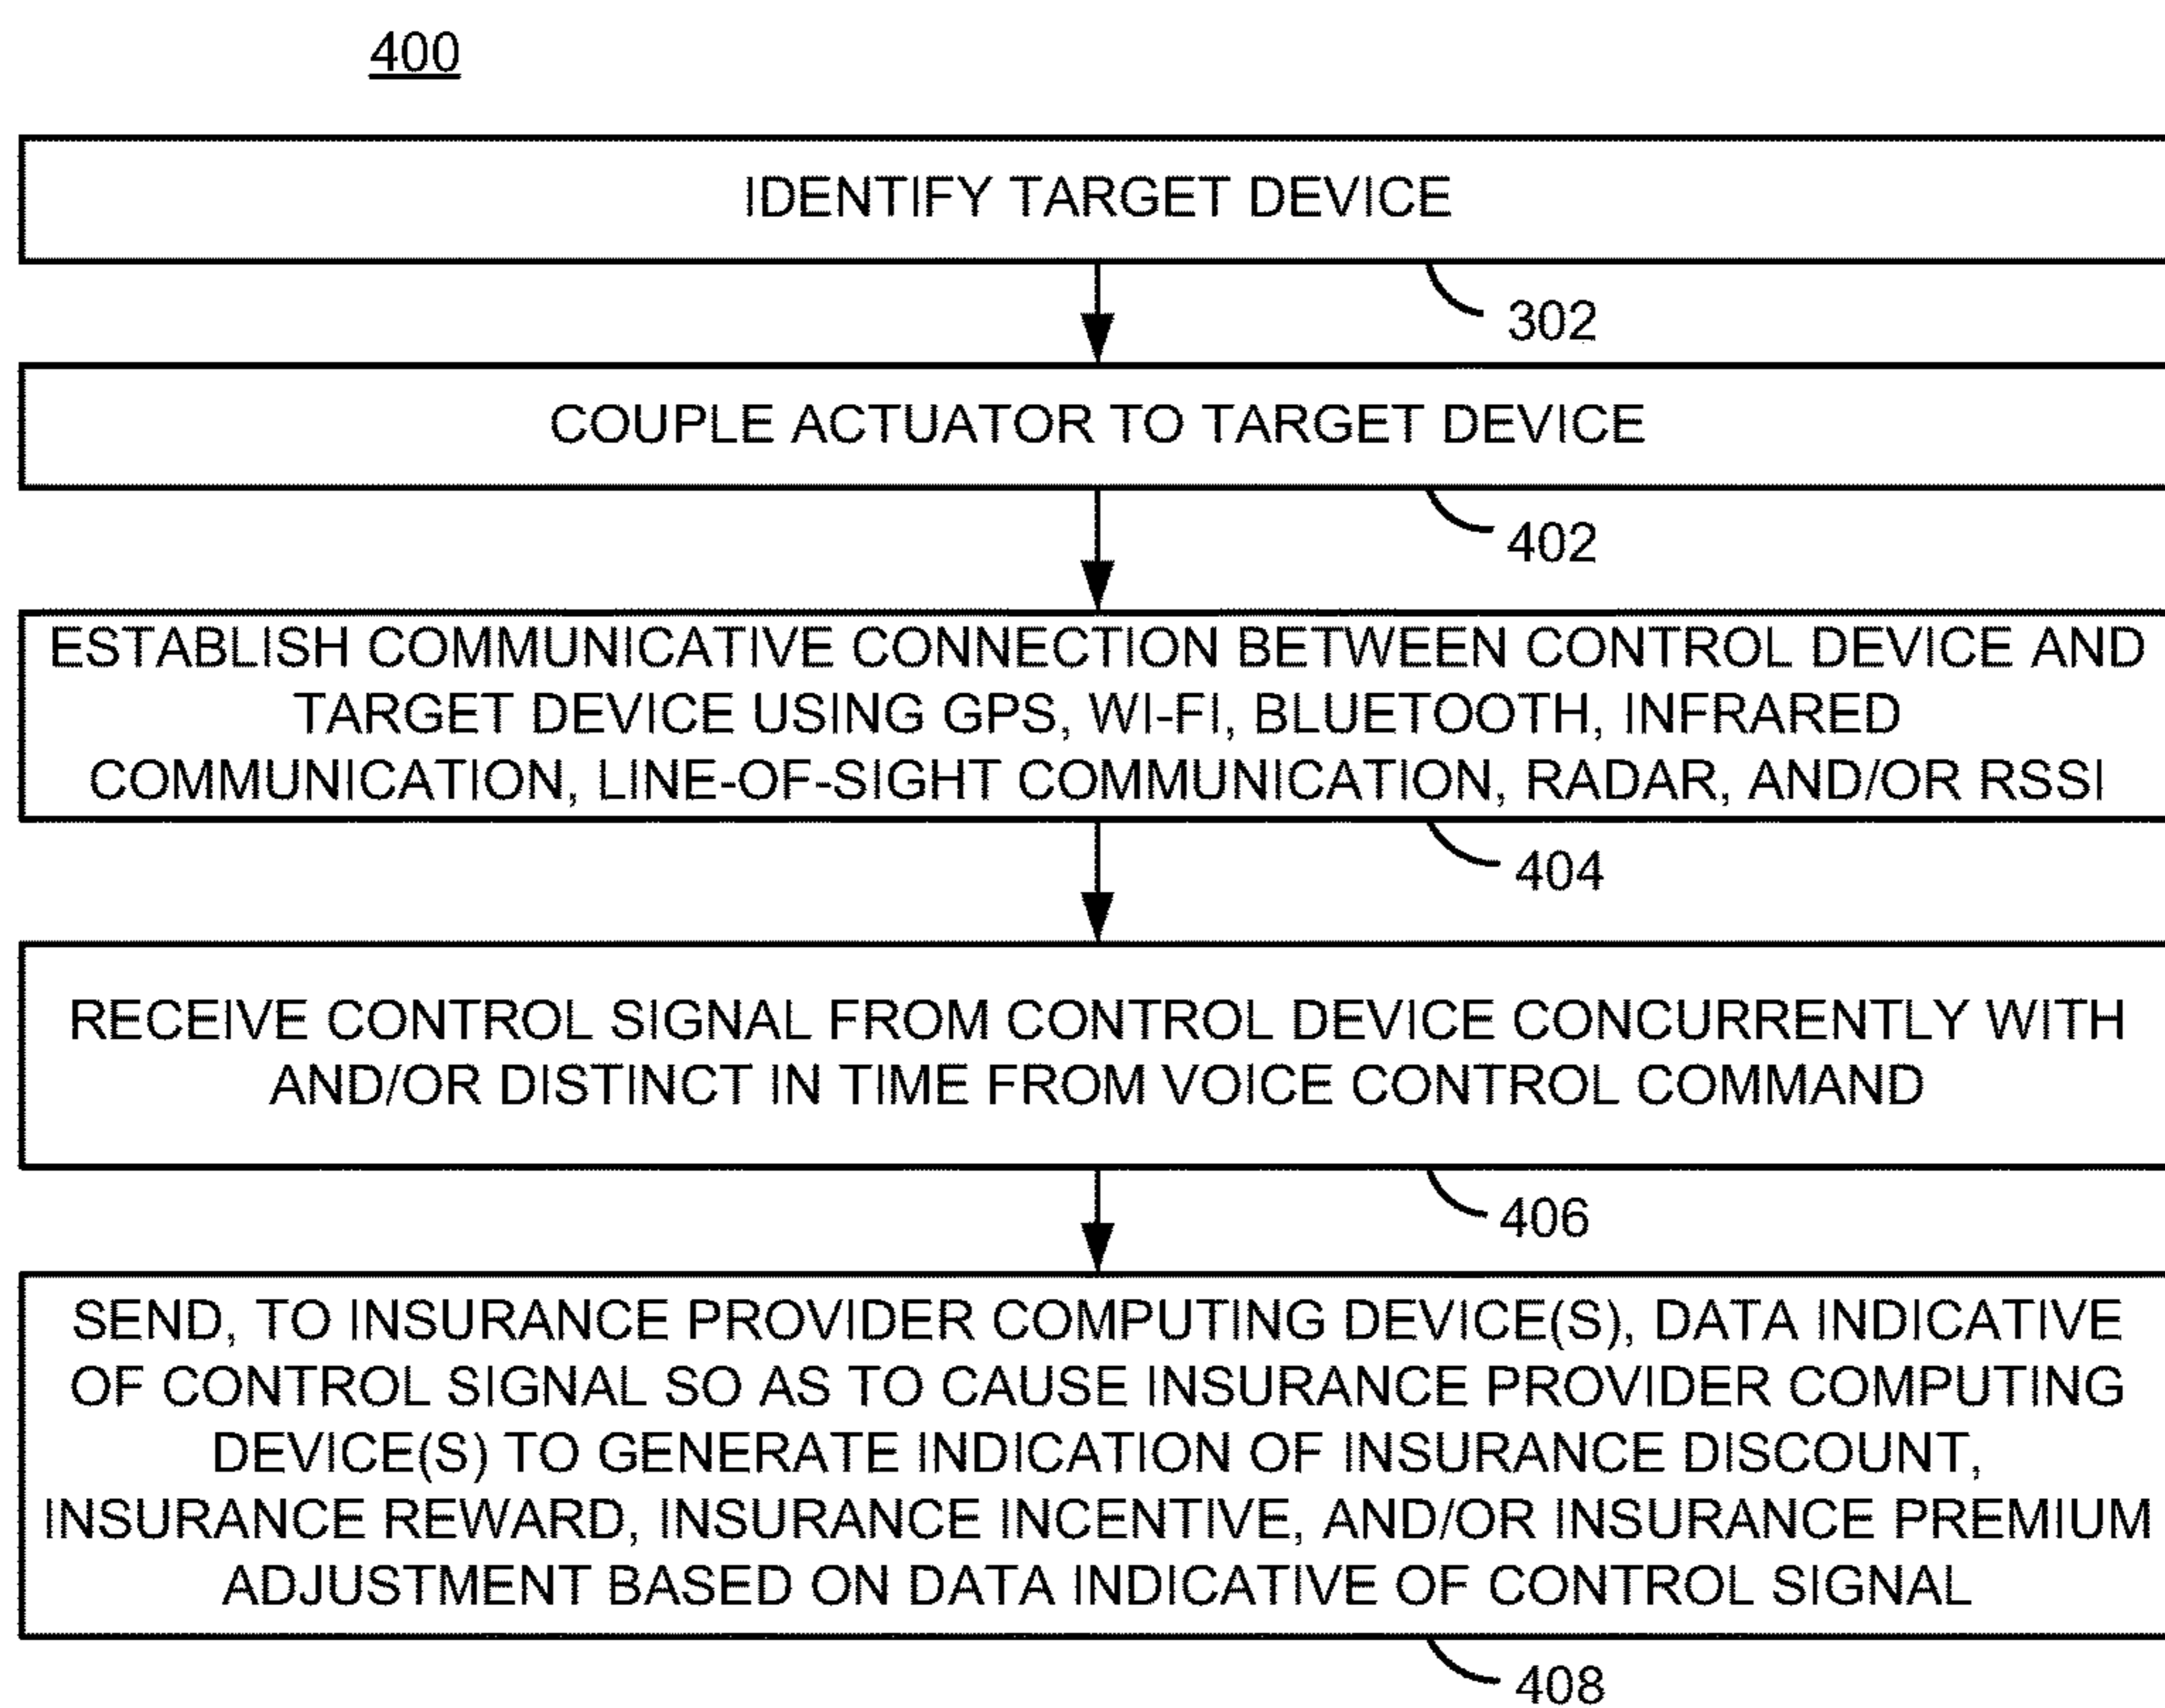 400
IDENTIFY TARGET DEVICE
302
COUPLE ACTUATOR TO TARGET DEVICE
402
ESTABLISH COMMUNICATIVE CONNECTION BETWEEN CONTROL DEVICE AND
TARGET DEVICE USING GPS, WI-FI, BLUETOOTH, INFRARED
COMMUNICATION, LINE-OF-SIGHT COMMUNICATION, RADAR, AND/OR RSSI
404
RECEIVE CONTROL SIGNAL FROM CONTROL DEVICE CONCURRENTLY WITH
AND/OR DISTINCT IN TIME FROM VOICE CONTROL COMMAND
406
SEND, TO INSURANCE PROVIDER COMPUTING DEVICE(S), DATA INDICATIVE
OF CONTROL SIGNAL SO AS TO CAUSE INSURANCE PROVIDER COMPUTING
DEVICE(S) TO GENERATE INDICATION OF INSURANCE DISCOUNT,
INSURANCE REWARD, INSURANCE INCENTIVE, AND/OR INSURANCE PREMIUM
ADJUSTMENT BASED ON DATA INDICATIVE OF CONTROL SIGNAL
408